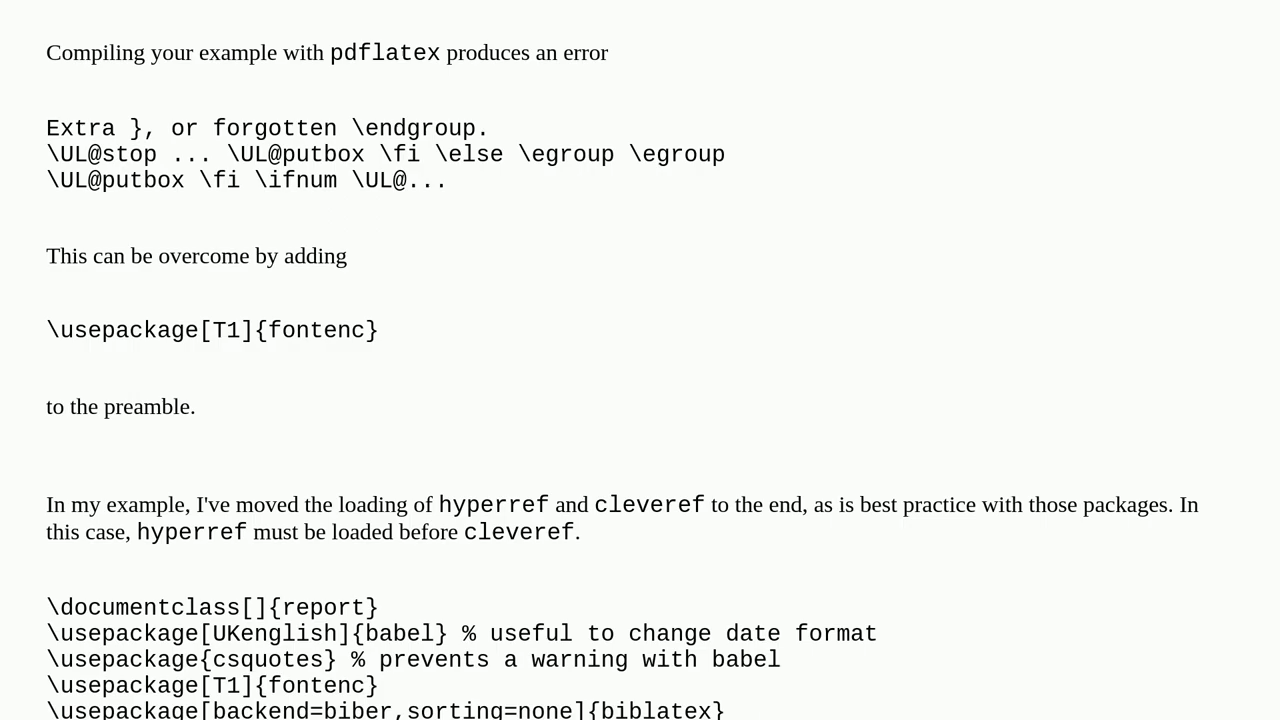 Compiling your example with pdflatex produces an error
Extra }, or forgotten \endgroup.
\UL@stop ... \UL@putbox \fi \else \egroup \egroup
\UL@putbox \fi \ifnum \UL@...
This can be overcome by adding
\usepackage[T1]{fontenc}
to the preamble.
In my example, I've moved the loading of hyperref and cleveref to the end, as is best practice with those packages. In
this case, hyperref must be loaded before cleveref.
\documentclass[]{report}
\usepackage[UKenglish]{babel} % useful to change date format
\usepackage{csquotes} % prevents a warning with babel
\usepackage[T1]{fontenc}
\usepackage[backend=biber,sorting=none]{biblatex}